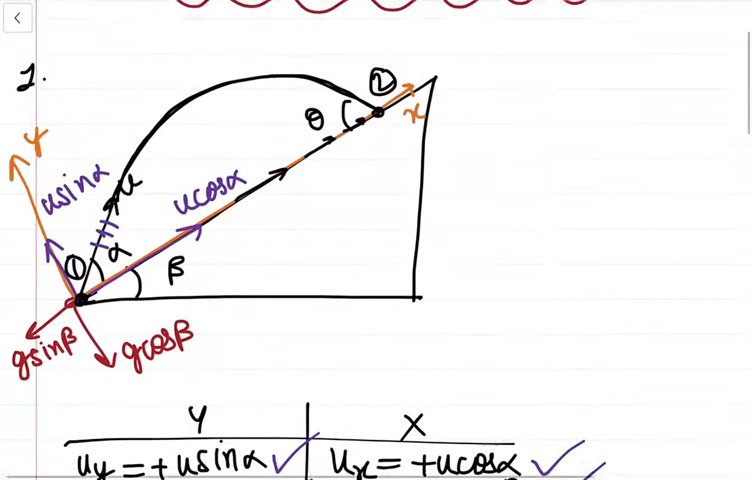 1.
②
x
θ
Y
usinα
u
ucosα
①
α
β
gsinβ
gcosβ
Y X
uy = +usinα ✓ ux = +ucosα ✓